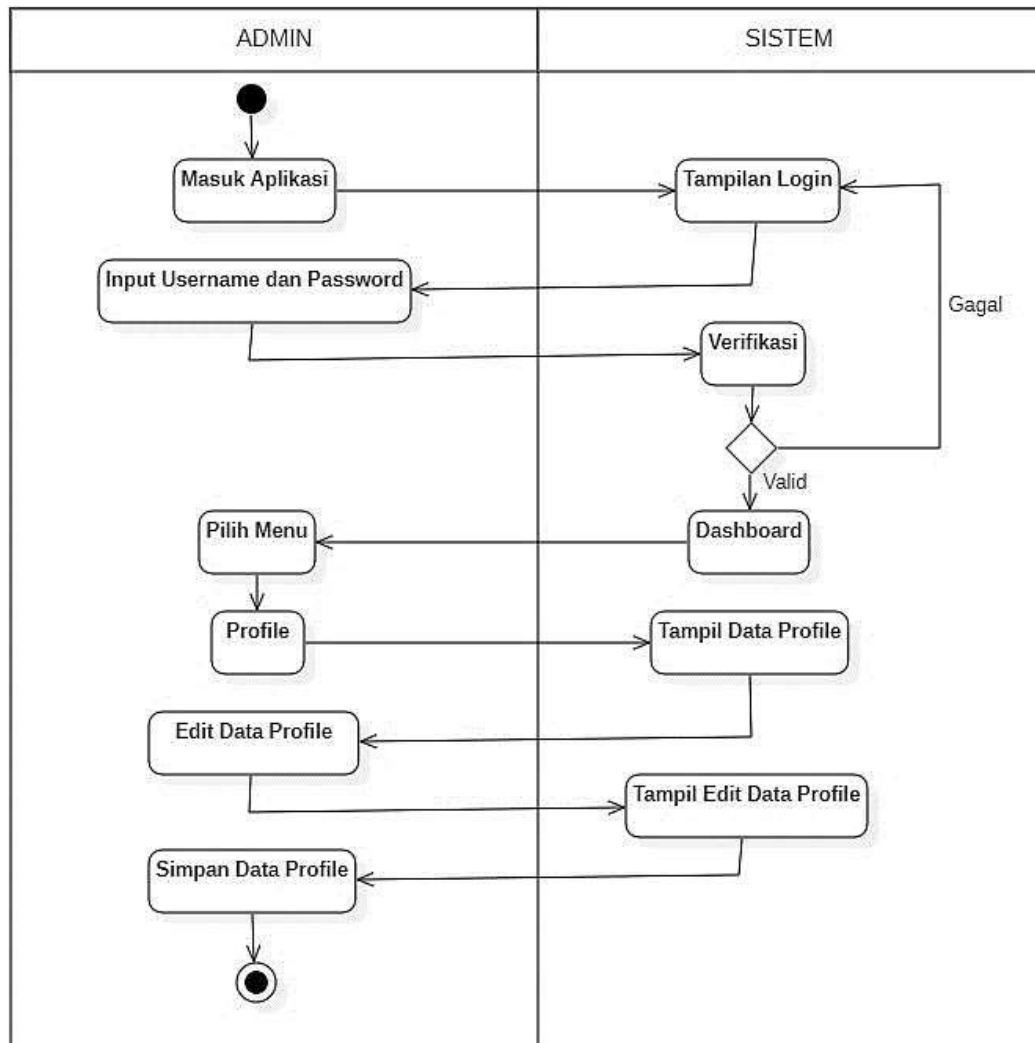 ADMIN
SISTEM
Masuk Aplikasi
Tampilan Login
Input Username dan Password
Gagal
Verifikasi
Valid
Pilih Menu
Dashboard
Profile
Tampil Data Profile
Edit Data Profile
Tampil Edit Data Profile
Simpan Data Profile